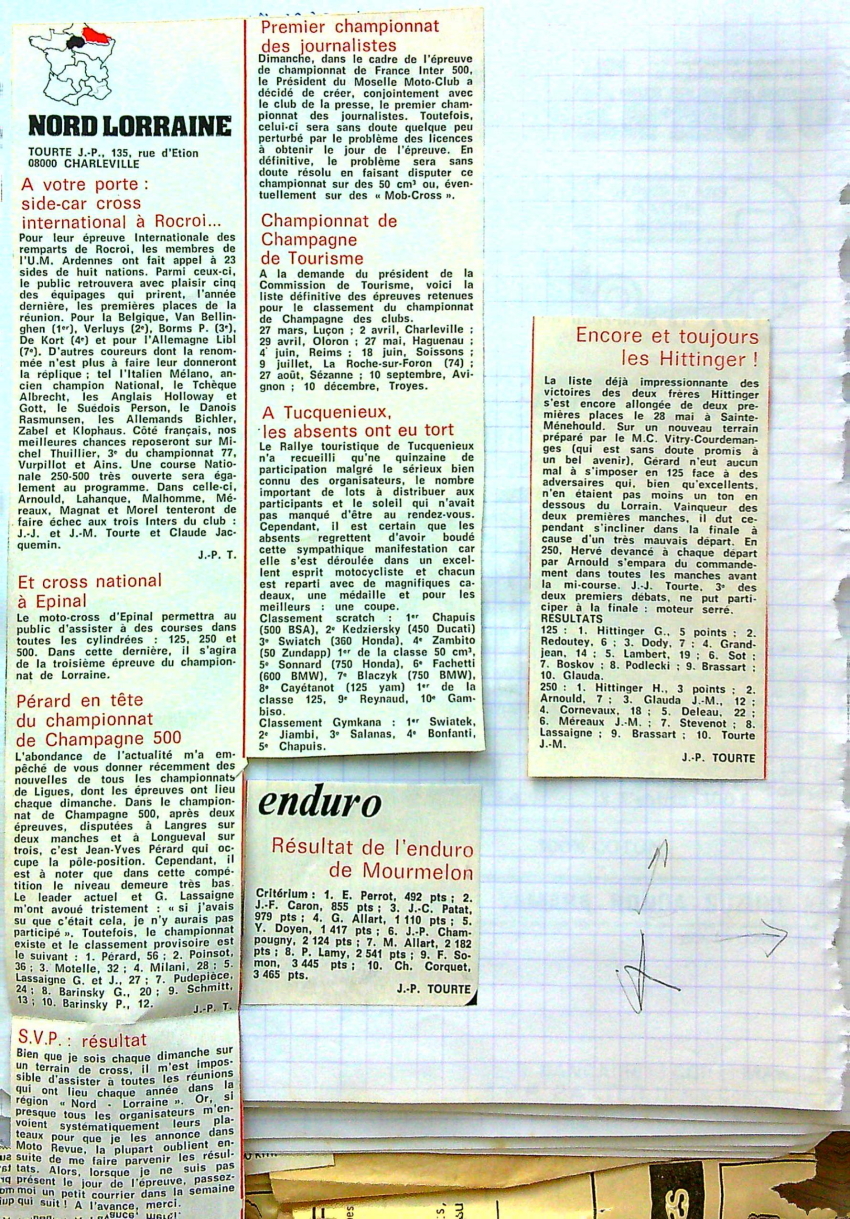 NORD LORRAINE
TOURTE J.-P., 135, rue d'Etion
08000 CHARLEVILLE
A votre porte :
side-car cross
international à Rocroi...
Pour leur épreuve Internationale des
remparts de Rocroi, les membres de
l'U.M. Ardennes ont fait appel à 23
sides de huit nations. Parmi ceux-ci,
le public retrouvera avec plaisir cinq
des équipages qui prirent, l'année
dernière, les premières places de la
réunion. Pour la Belgique, Van Bellin-
ghen (1er), Verluys (2e), Borms P. (3e),
De Kort (4e) et pour l'Allemagne Libl
(7e). D'autres coureurs dont la renom-
mée n'est plus à faire leur donneront
la réplique ; tel l'Italien Mélano, an-
cien champion National, le Tchèque
Albrecht, les Anglais Holloway et
Gott, le Suédois Person, le Danois
Rasmunsen, les Allemands Bichler,
Zabel et Klophaus. Côté français, nos
meilleures chances reposeront sur Mi-
chel Thuillier, 3e du championnat 77,
Vurpillot et Ains. Une course Natio-
nale 250-500 très ouverte sera éga-
lement au programme. Dans celle-ci,
Arnould, Lahanque, Malhomme, Mé-
reaux, Magnat et Morel tenteront de
faire échec aux trois Inters du club :
J.-J. et J.-M. Tourte et Claude Jac-
quemin.
J.-P. T.
Et cross national
à Epinal
Le moto-cross d'Epinal permettra au
public d'assister à des courses dans
toutes les cylindrées : 125, 250 et
500. Dans cette dernière, il s'agira
de la troisième épreuve du champion-
nat de Lorraine.
Pérard en tête
du championnat
de Champagne 500
L'abondance de l'actualité m'a em-
pêché de vous donner récemment des
nouvelles de tous les championnats
de Ligues, dont les épreuves ont lieu
chaque dimanche. Dans le champion-
nat de Champagne 500, après deux
épreuves, disputées à Langres sur
deux manches et à Longueval sur
trois, c'est Jean-Yves Pérard qui oc-
cupe la pôle-position. Cependant, il
est à noter que dans cette compé-
tition le niveau demeure très bas.
Le leader actuel et G. Lassaigne
m'ont avoué tristement : « si j'avais
su que c'était cela, je n'y aurais pas
participé ». Toutefois, le championnat
existe et le classement provisoire est
le suivant : 1. Pérard, 56 ; 2. Poinsot,
36 ; 3. Motelle, 32 ; 4. Milani, 28 ; 5.
Lassaigne G. et J., 27 ; 7. Pudepièce,
24 ; 8. Barinsky G., 20 ; 9. Schmitt,
13 ; 10. Barinsky P., 12.
J.-P. T.
S.V.P. : résultat
Bien que je sois chaque dimanche sur
un terrain de cross, il m'est impos-
sible d'assister à toutes les réunions
qui ont lieu chaque année dans la
région « Nord - Lorraine ». Or, si
presque tous les organisateurs m'en-
voient systématiquement leurs pla-
teaux pour que je les annonce dans
Moto Revue, la plupart oublient en-
suite de me faire parvenir les résul-
tats. Alors, lorsque je ne suis pas
présent le jour de l'épreuve, passez-
moi un petit courrier dans la semaine
qui suit ! A l'avance, merci.
Premier championnat
des journalistes
Dimanche, dans le cadre de l'épreuve
de championnat de France Inter 500,
le Président du Moselle Moto-Club a
décidé de créer, conjointement avec
le club de la presse, le premier cham-
pionnat des journalistes. Toutefois,
celui-ci sera sans doute quelque peu
perturbé par le problème des licences
à obtenir le jour de l'épreuve. En
définitive, le problème sera sans
doute résolu en faisant disputer ce
championnat sur des 50 cm³ ou, éven-
tuellement sur des « Mob-Cross ».
Championnat de
Champagne
de Tourisme
A la demande du président de la
Commission de Tourisme, voici la
liste définitive des épreuves retenues
pour le classement du championnat
de Champagne des clubs.
27 mars, Luçon ; 2 avril, Charleville ;
29 avril, Oloron ; 27 mai, Haguenau ;
4 juin, Reims ; 18 juin, Soissons ;
9 juillet, La Roche-sur-Foron (74) ;
27 août, Sézanne ; 10 septembre, Avi-
gnon ; 10 décembre, Troyes.
A Tucquenieux,
les absents ont eu tort
Le Rallye touristique de Tucquenieux
n'a recueilli qu'une quinzaine de
participation malgré le sérieux bien
connu des organisateurs, le nombre
important de lots à distribuer aux
participants et le soleil qui n'avait
pas manqué d'être au rendez-vous.
Cependant, il est certain que les
absents regrettent d'avoir boudé
cette sympathique manifestation car
elle s'est déroulée dans un excel-
lent esprit motocycliste et chacun
est reparti avec de magnifiques ca-
deaux, une médaille et pour les
meilleurs : une coupe.
Classement scratch : 1er Chapuis
(500 BSA), 2e Kedziersky (450 Ducati)
3e Swiatch (360 Honda), 4e Zambito
(50 Zundapp) 1er de la classe 50 cm³,
5e Sonnard (750 Honda), 6e Fachetti
(600 BMW), 7e Blaczyk (750 BMW),
8e Cayétanot (125 yam) 1er de la
classe 125, 9e Reynaud, 10e Gam-
biso.
Classement Gymkana : 1er Swiatek,
2e Jiambi, 3e Salanas, 4e Bonfanti,
5e Chapuis.
enduro
Résultat de l'enduro
de Mourmelon
Critérium : 1. E. Perrot, 492 pts ; 2.
J.-F. Caron, 855 pts ; 3. J.-C. Patat,
979 pts ; 4. G. Allart, 1 110 pts ; 5.
Y. Doyen, 1 417 pts ; 6. J.-P. Cham-
pougny, 2 124 pts ; 7. M. Allart, 2 182
pts ; 8. P. Lamy, 2 541 pts ; 9. F. So-
mon, 3 445 pts ; 10. Ch. Corquet,
3 465 pts.
J.-P. TOURTE
Encore et toujours
les Hittinger !
La liste déjà impressionnante des
victoires des deux frères Hittinger
s'est encore allongée de deux pre-
mières places le 28 mai à Sainte-
Ménehould. Sur un nouveau terrain
préparé par le M.C. Vitry-Courdeman-
ges (qui est sans doute promis à
un bel avenir), Gérard n'eut aucun
mal à s'imposer en 125 face à des
adversaires qui, bien qu'excellents,
n'en étaient pas moins un ton en
dessous du Lorrain. Vainqueur des
deux premières manches, il dut ce-
pendant s'incliner dans la finale à
cause d'un très mauvais départ. En
250, Hervé devancé à chaque départ
par Arnould s'empara du commande-
ment dans toutes les manches avant
la mi-course. J.-J. Tourte, 3e des
deux premiers débats, ne put parti-
ciper à la finale : moteur serré.
RESULTATS
125 : 1. Hittinger G., 5 points ; 2.
Redoutey, 6 ; 3. Dody, 7 ; 4. Grand-
jean, 14 ; 5. Lambert, 19 ; 6. Sot ;
7. Boskov ; 8. Podlecki ; 9. Brassart ;
10. Glauda.
250 : 1. Hittinger H., 3 points ; 2.
Arnould, 7 ; 3. Glauda J.-M., 12 ;
4. Cornevaux, 18 ; 5. Deleau, 22 ;
6. Méreaux J.-M. ; 7. Stevenot ; 8.
Lassaigne ; 9. Brassart ; 10. Tourte
J.-M.
J.-P. TOURTE